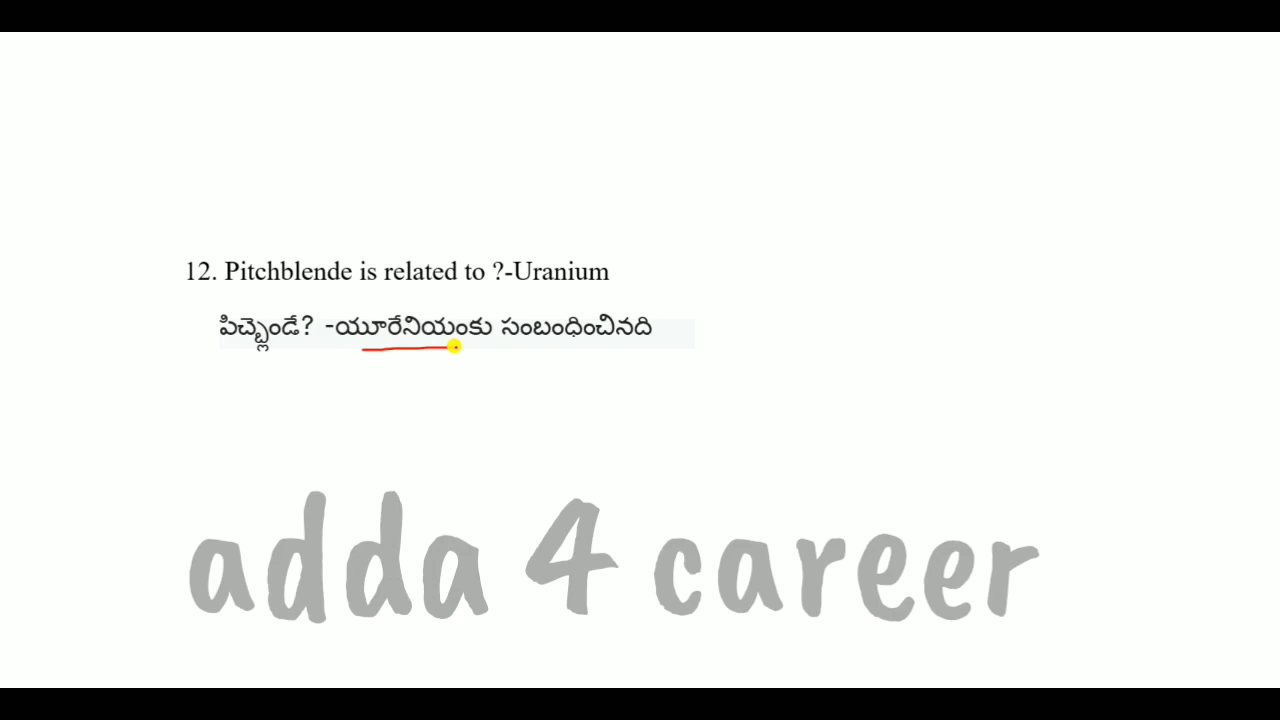 12. Pitchblende is related to ?-Uranium
పిచ్బ్లెండే? -యూరేనియంకు సంబంధించినది
adda 4 career